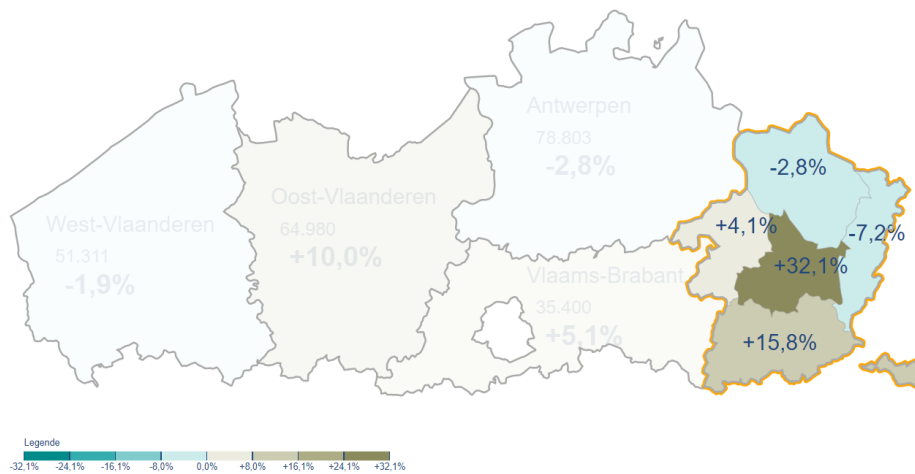 Antwerpen
78.803
-2,8%
-2,8%
Oost-Vlaanderen
64.980
+10,0%
West-Vlaanderen
51.311
-1,9%
+4,1%
-7,2%
+32,1%
Vlaams-Brabant
35.400
+5,1%
+15,8%
Legende
-32,1% -24,1% -16,1% -8,0% 0,0% +8,0% +16,1% +24,1% +32,1%